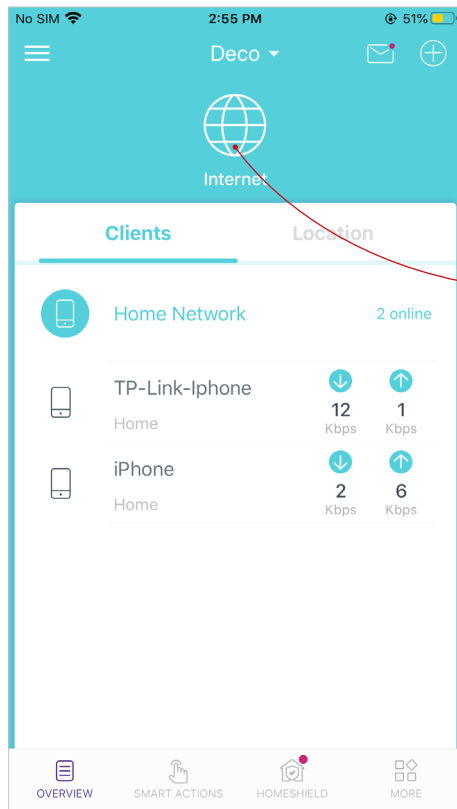 No SIM 2:55 PM 51%
Deco
Internet
Clients Location
Home Network 2 online
TP-Link-Iphone
Home
12 Kbps 1 Kbps
iPhone
Home
2 Kbps 6 Kbps
OVERVIEW SMART ACTIONS HOMESHIELD MORE